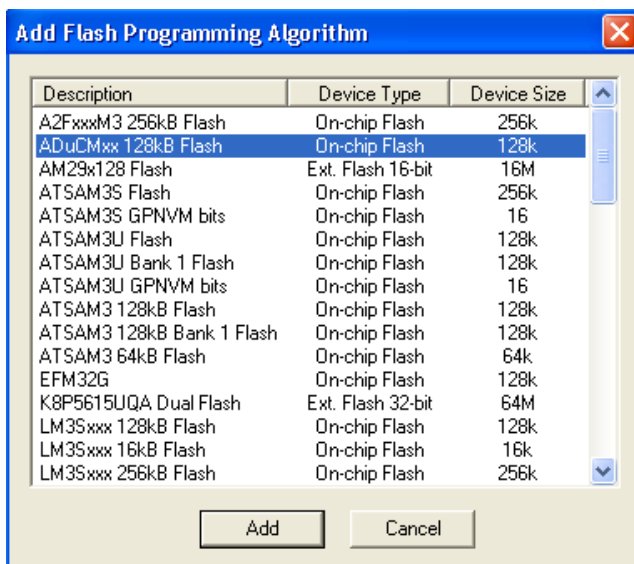 Add Flash Programming Algorithm
Description Device Type Device Size
A2FxxxM3 256kB Flash On-chip Flash 256k
ADuCMxx 128kB Flash On-chip Flash 128k
AM29x128 Flash Ext. Flash 16-bit 16M
ATSAM3S Flash On-chip Flash 256k
ATSAM3S GPNVM bits On-chip Flash 16
ATSAM3U Flash On-chip Flash 128k
ATSAM3U Bank 1 Flash On-chip Flash 128k
ATSAM3U GPNVM bits On-chip Flash 16
ATSAM3 128kB Flash On-chip Flash 128k
ATSAM3 128kB Bank 1 Flash On-chip Flash 128k
ATSAM3 64kB Flash On-chip Flash 64k
EFM32G On-chip Flash 128k
K8P5615UQA Dual Flash Ext. Flash 32-bit 64M
LM3Sxxx 128kB Flash On-chip Flash 128k
LM3Sxxx 16kB Flash On-chip Flash 16k
LM3Sxxx 256kB Flash On-chip Flash 256k
Add Cancel